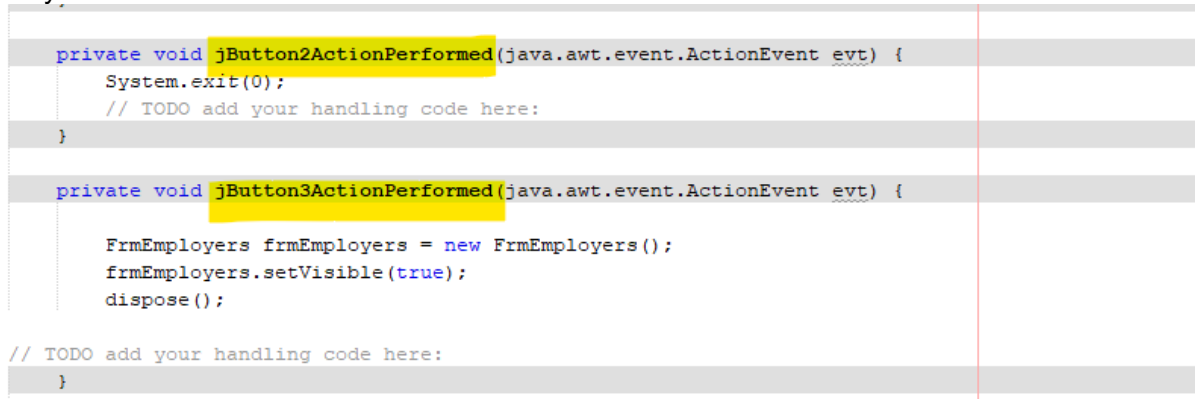 private void jButton2ActionPerformed(java.awt.event.ActionEvent evt) {
System.exit(0);
// TODO add your handling code here:
}
private void jButton3ActionPerformed(java.awt.event.ActionEvent evt) {
FrmEmployers frmEmployers = new FrmEmployers();
frmEmployers.setVisible(true);
dispose();
// TODO add your handling code here:
}